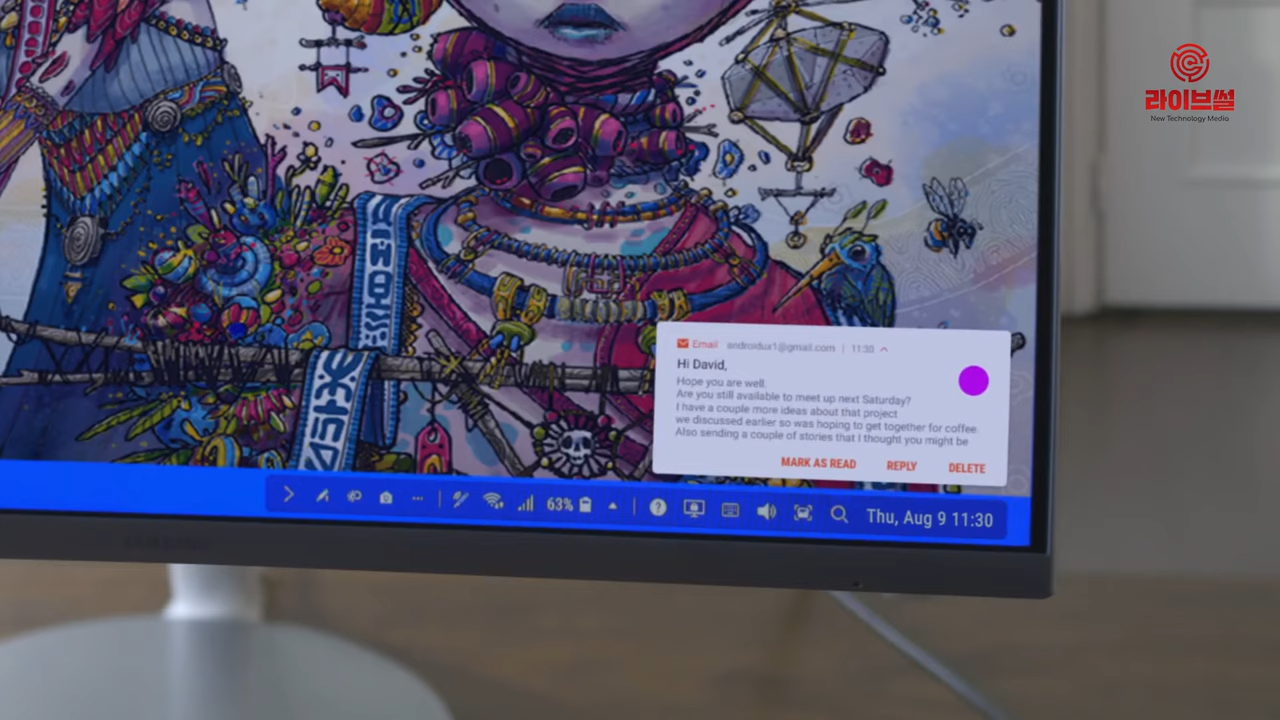 라이브썰
New Technology Media
Email androidux1@gmail.com | 11:30
Hi David,
Hope you are well.
Are you still available to meet up next Saturday?
I have a couple more ideas about that project
we discussed earlier so was hoping to get together for coffee.
Also sending a couple of stories that I thought you might be
MARK AS READ REPLY DELETE
63% Thu, Aug 9 11:30
SAMSUNG